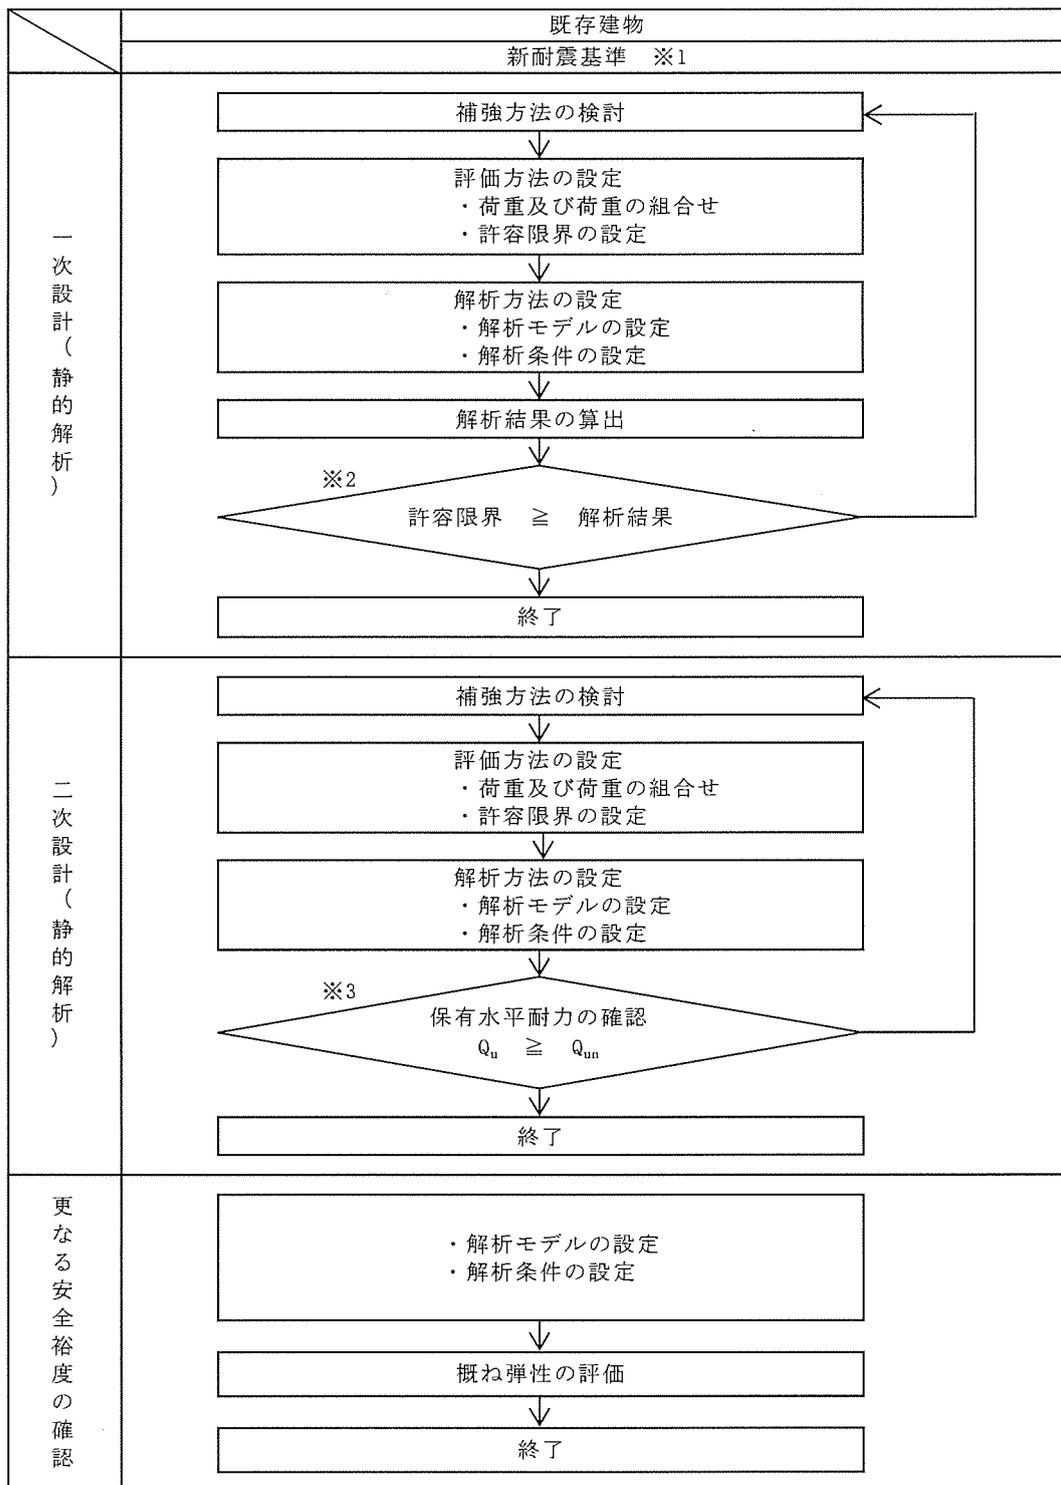 既存建物
新耐震基準　※1
一次設計（静的解析）
補強方法の検討
評価方法の設定
・荷重及び荷重の組合せ
・許容限界の設定
解析方法の設定
・解析モデルの設定
・解析条件の設定
解析結果の算出
※2
許容限界　≧　解析結果
終了
二次設計（静的解析）
補強方法の検討
評価方法の設定
・荷重及び荷重の組合せ
・許容限界の設定
解析方法の設定
・解析モデルの設定
・解析条件の設定
※3
保有水平耐力の確認
Qu　≧　Qun
終了
更なる安全裕度の確認
・解析モデルの設定
・解析条件の設定
概ね弾性の評価
終了